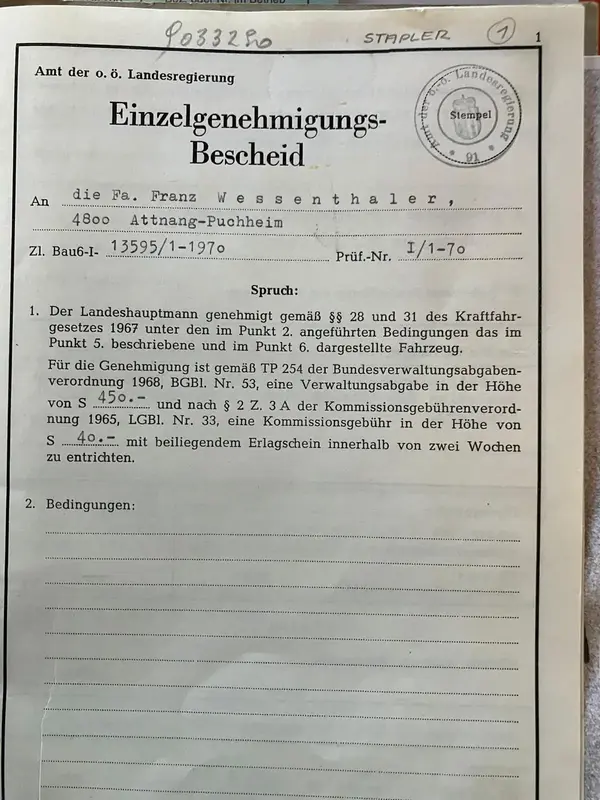 9033290
STAPLER
1
1
Amt der o. ö. Landesregierung
Einzelgenehmigungs-
Bescheid
Amt der o.ö. Landesregierung
Stempel
* 91 *
An die Fa. Franz Wessenthaler,
4800 Attnang-Puchheim
Zl. Bau6-I- 13595/1-1970
Prüf.-Nr. I/1-70
Spruch:
1. Der Landeshauptmann genehmigt gemäß §§ 28 und 31 des Kraftfahr-
gesetzes 1967 unter den im Punkt 2. angeführten Bedingungen das im
Punkt 5. beschriebene und im Punkt 6. dargestellte Fahrzeug.
Für die Genehmigung ist gemäß TP 254 der Bundesverwaltungsabgaben-
verordnung 1968, BGBl. Nr. 53, eine Verwaltungsabgabe in der Höhe
von S 450.- und nach § 2 Z. 3 A der Kommissionsgebührenverord-
nung 1965, LGBl. Nr. 33, eine Kommissionsgebühr in der Höhe von
S 40.- mit beiliegendem Erlagschein innerhalb von zwei Wochen
zu entrichten.
2. Bedingungen: